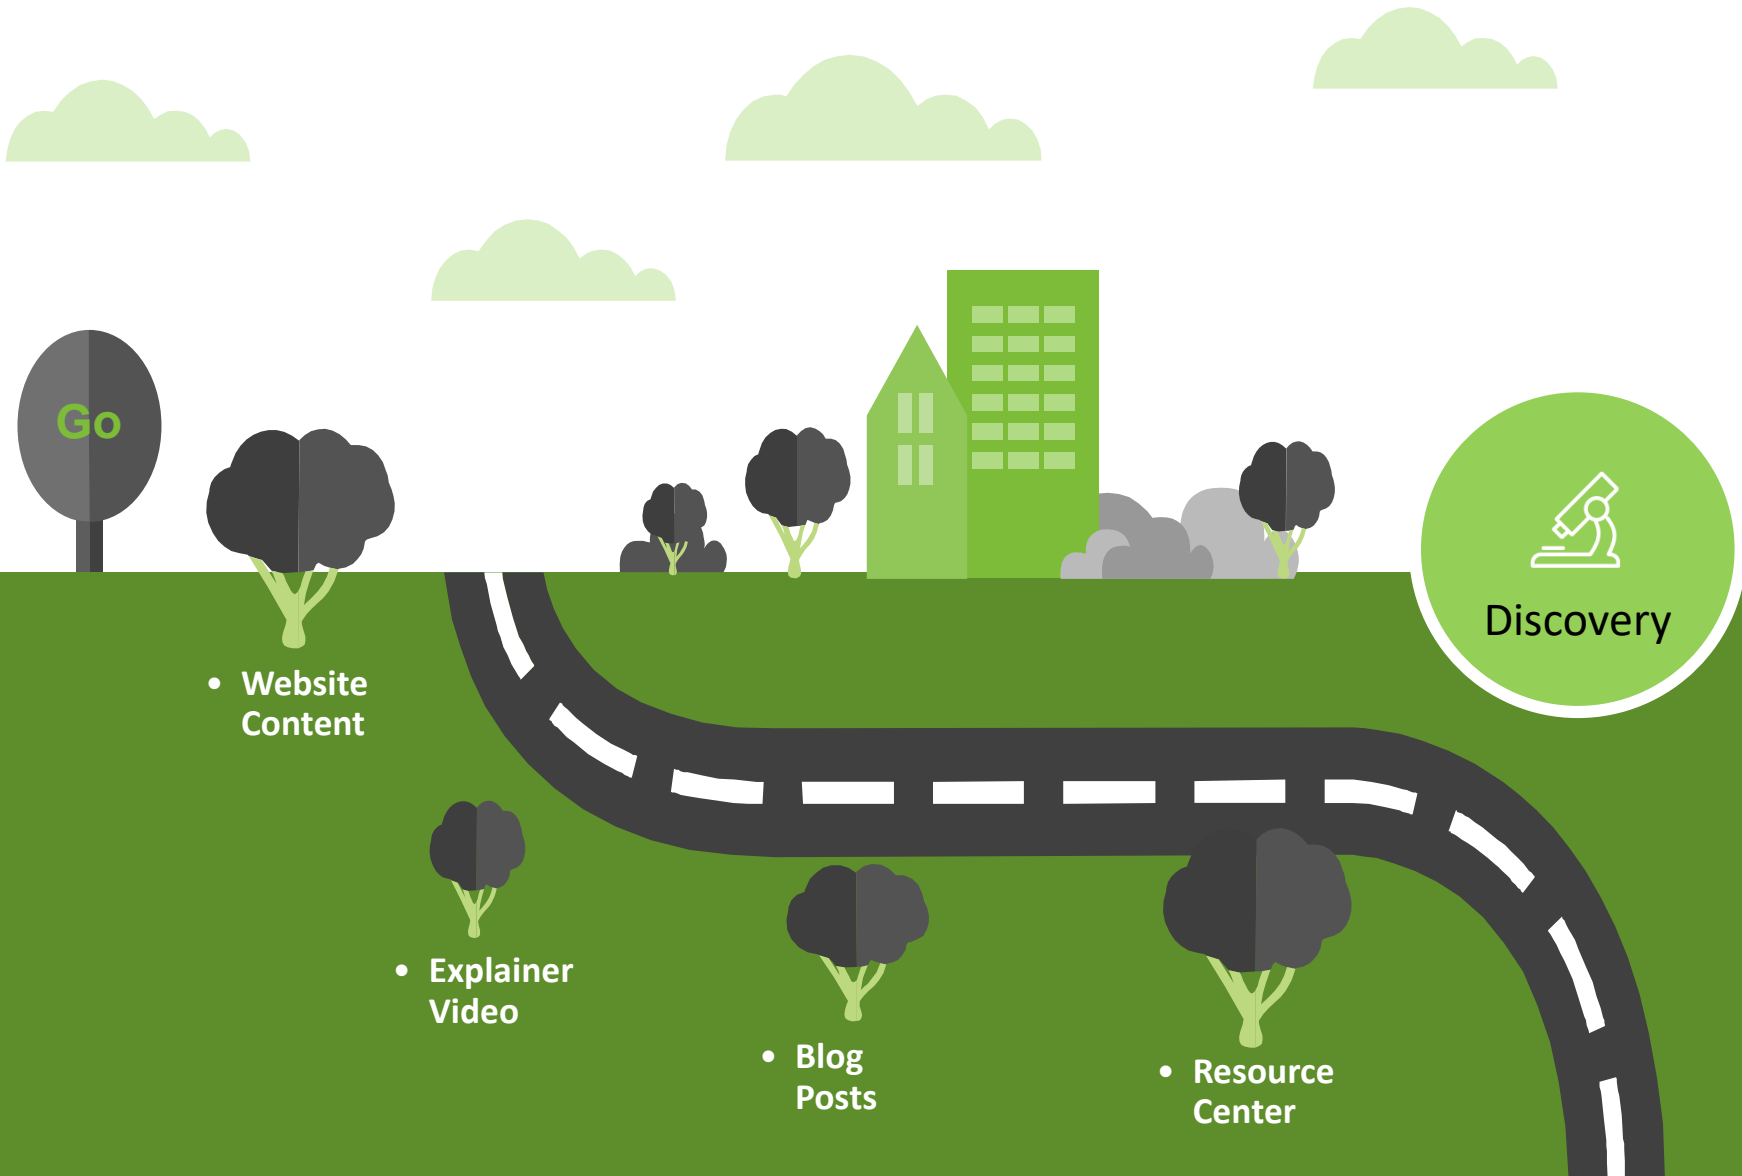 Go
Discovery
• Website
Content
• Explainer
Video
• Blog
Posts
• Resource
Center